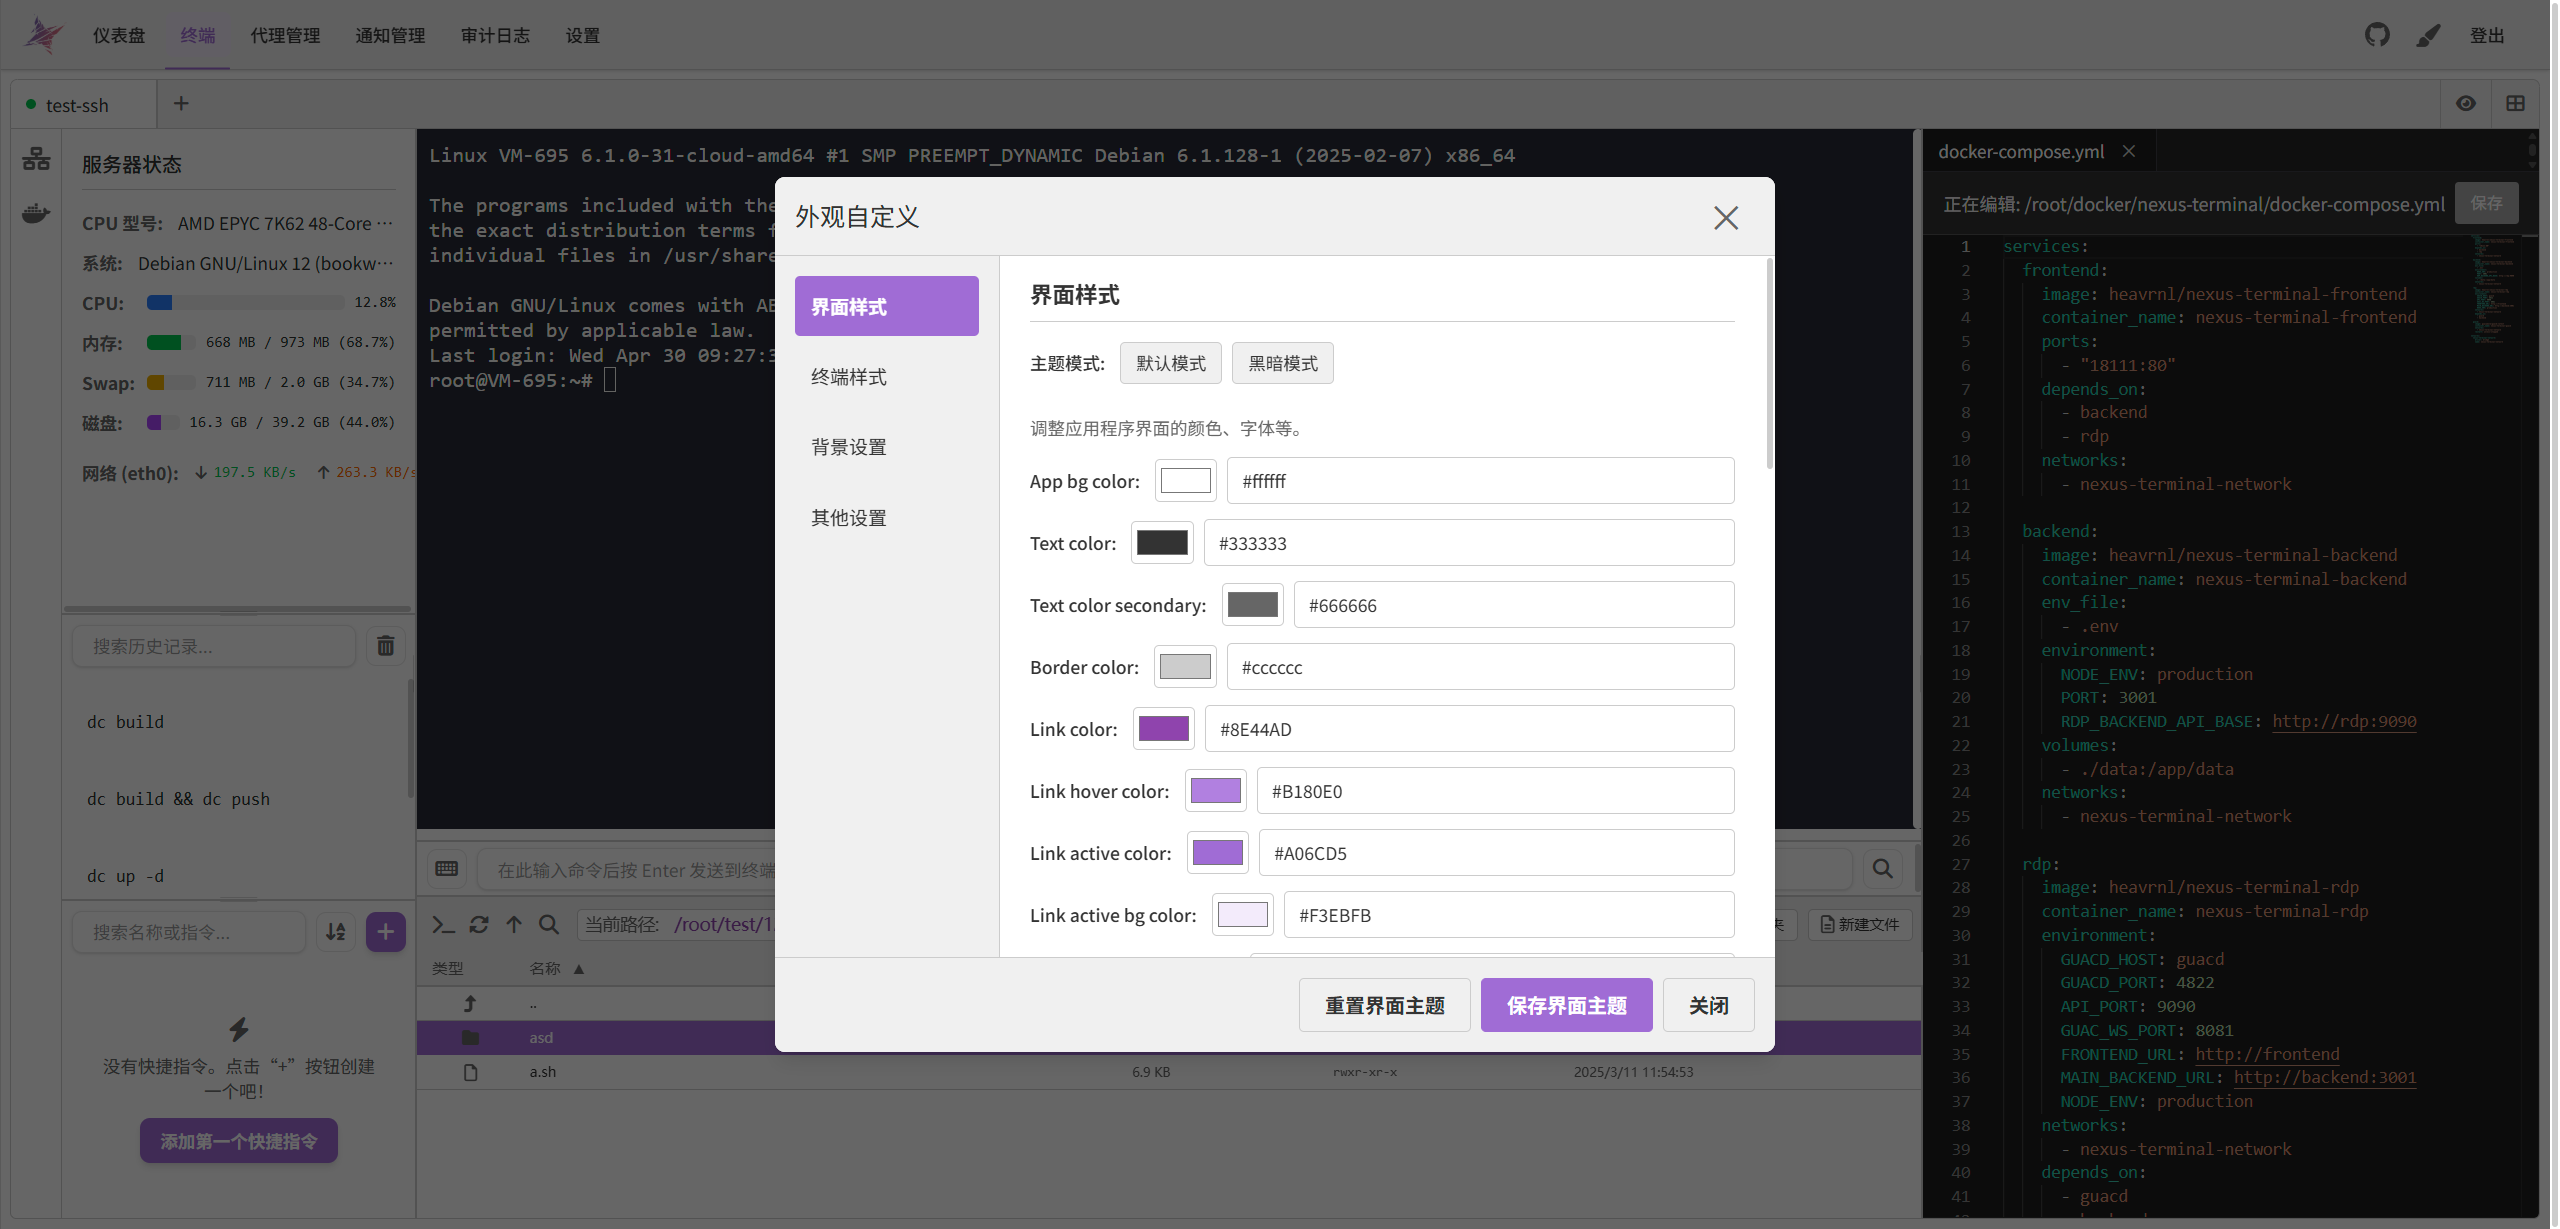 仪表盘 终端 代理管理 通知管理 审计日志 设置 登出
test-ssh +
服务器状态
CPU 型号: AMD EPYC 7K62 48-Core ···
系统: Debian GNU/Linux 12 (bookw···
CPU: 12.8%
内存: 668 MB / 973 MB (68.7%)
Swap: 711 MB / 2.0 GB (34.7%)
磁盘: 16.3 GB / 39.2 GB (44.0%)
网络 (eth0): ↓ 197.5 KB/s ↑ 263.3 KB/s
搜索历史记录...
dc build
dc build && dc push
dc up -d
搜索名称或指令...
没有快捷指令。点击“+”按钮创建
一个吧！
添加第一个快捷指令
Linux VM-695 6.1.0-31-cloud-amd64 #1 SMP PREEMPT_DYNAMIC Debian 6.1.128-1 (2025-02-07) x86_64
The programs included with the
the exact distribution terms f
individual files in /usr/share
Debian GNU/Linux comes with AB
permitted by applicable law.
Last login: Wed Apr 30 09:27:3
root@VM-695:~#
在此输入命令后按 Enter 发送到终端
当前路径: /root/test/1
新建文件
类型 名称 ▲
..
asd
a.sh 6.9 KB rwxr-xr-x 2025/3/11 11:54:53
外观自定义
界面样式
终端样式
背景设置
其他设置
界面样式
主题模式: 默认模式 黑暗模式
调整应用程序界面的颜色、字体等。
App bg color: #ffffff
Text color: #333333
Text color secondary: #666666
Border color: #cccccc
Link color: #8E44AD
Link hover color: #B180E0
Link active color: #A06CD5
Link active bg color: #F3EBFB
重置界面主题 保存界面主题 关闭
docker-compose.yml
正在编辑: /root/docker/nexus-terminal/docker-compose.yml 保存
1 services:
2 frontend:
3 image: heavrnl/nexus-terminal-frontend
4 container_name: nexus-terminal-frontend
5 ports:
6 - "18111:80"
7 depends_on:
8 - backend
9 - rdp
10 networks:
11 - nexus-terminal-network
12
13 backend:
14 image: heavrnl/nexus-terminal-backend
15 container_name: nexus-terminal-backend
16 env_file:
17 - .env
18 environment:
19 NODE_ENV: production
20 PORT: 3001
21 RDP_BACKEND_API_BASE: http://rdp:9090
22 volumes:
23 - ./data:/app/data
24 networks:
25 - nexus-terminal-network
26
27 rdp:
28 image: heavrnl/nexus-terminal-rdp
29 container_name: nexus-terminal-rdp
30 environment:
31 GUACD_HOST: guacd
32 GUACD_PORT: 4822
33 API_PORT: 9090
34 GUAC_WS_PORT: 8081
35 FRONTEND_URL: http://frontend
36 MAIN_BACKEND_URL: http://backend:3001
37 NODE_ENV: production
38 networks:
39 - nexus-terminal-network
40 depends_on:
41 - guacd